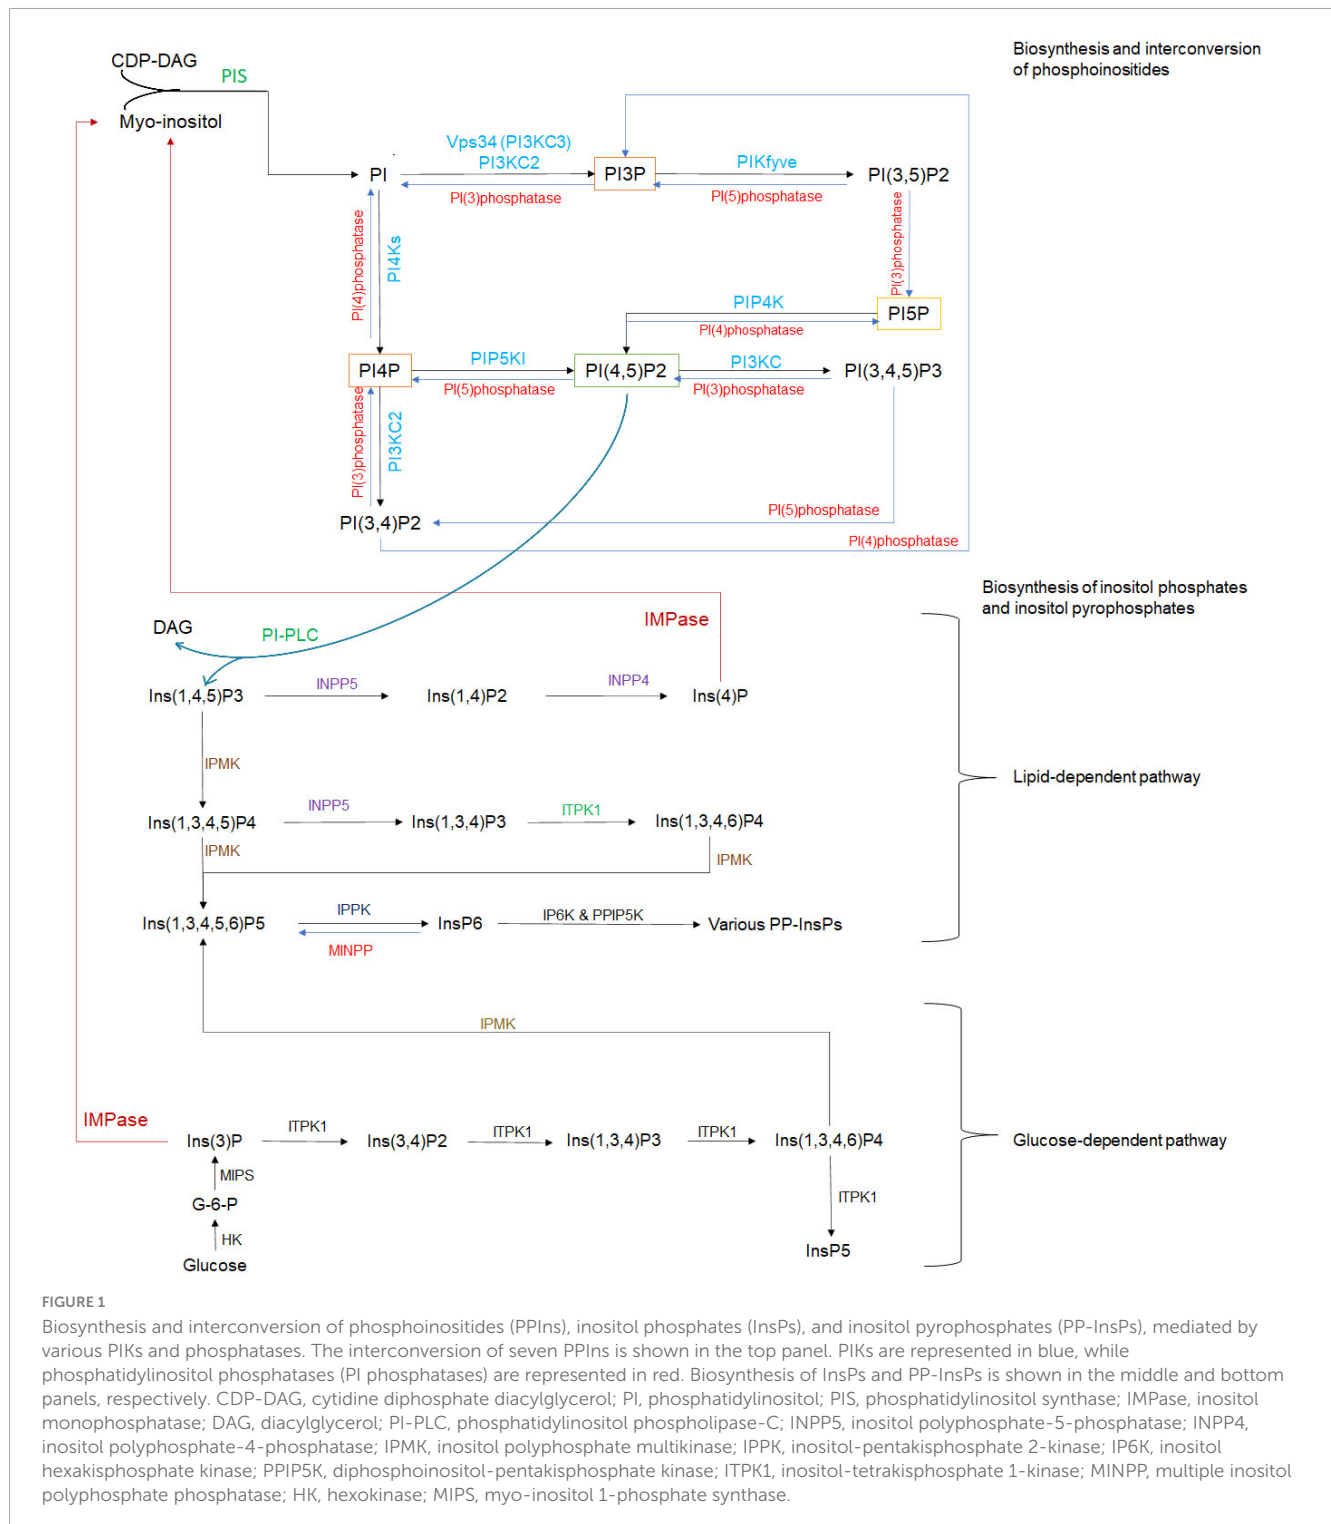 Biosynthesis and interconversion
of phosphoinositides
CDP-DAG
PIS
Myo-inositol
Vps34 (PI3KC3)
PI3KC2
PIKfyve
PI
PI3P
PI(3,5)P2
PI(3)phosphatase
PI(5)phosphatase
PI(4)phosphatase
PI4Ks
PI(3)phosphatase
PIP4K
PI5P
PI(4)phosphatase
PI4P
PIP5KI
PI(4,5)P2
PI3KC
PI(3,4,5)P3
PI(5)phosphatase
PI(3)phosphatase
PI(3)phosphatase
PI3KC2
PI(5)phosphatase
PI(3,4)P2
PI(4)phosphatase
Biosynthesis of inositol phosphates
and inositol pyrophosphates
DAG
PI-PLC
IMPase
Ins(1,4,5)P3
INPP5
Ins(1,4)P2
INPP4
Ins(4)P
IPMK
Lipid-dependent pathway
Ins(1,3,4,5)P4
INPP5
Ins(1,3,4)P3
ITPK1
Ins(1,3,4,6)P4
IPMK
IPMK
Ins(1,3,4,5,6)P5
IPPK
InsP6
IP6K & PPIP5K
Various PP-InsPs
MINPP
IPMK
IMPase
Ins(3)P
ITPK1
Ins(3,4)P2
ITPK1
Ins(1,3,4)P3
ITPK1
Ins(1,3,4,6)P4
Glucose-dependent pathway
MIPS
G-6-P
ITPK1
HK
Glucose
InsP5
FIGURE 1
Biosynthesis and interconversion of phosphoinositides (PPIns), inositol phosphates (InsPs), and inositol pyrophosphates (PP-InsPs), mediated by
various PIKs and phosphatases. The interconversion of seven PPIns is shown in the top panel. PIKs are represented in blue, while
phosphatidylinositol phosphatases (PI phosphatases) are represented in red. Biosynthesis of InsPs and PP-InsPs is shown in the middle and bottom
panels, respectively. CDP-DAG, cytidine diphosphate diacylglycerol; PI, phosphatidylinositol; PIS, phosphatidylinositol synthase; IMPase, inositol
monophosphatase; DAG, diacylglycerol; PI-PLC, phosphatidylinositol phospholipase-C; INPP5, inositol polyphosphate-5-phosphatase; INPP4,
inositol polyphosphate-4-phosphatase; IPMK, inositol polyphosphate multikinase; IPPK, inositol-pentakisphosphate 2-kinase; IP6K, inositol
hexakisphosphate kinase; PPIP5K, diphosphoinositol-pentakisphosphate kinase; ITPK1, inositol-tetrakisphosphate 1-kinase; MINPP, multiple inositol
polyphosphate phosphatase; HK, hexokinase; MIPS, myo-inositol 1-phosphate synthase.